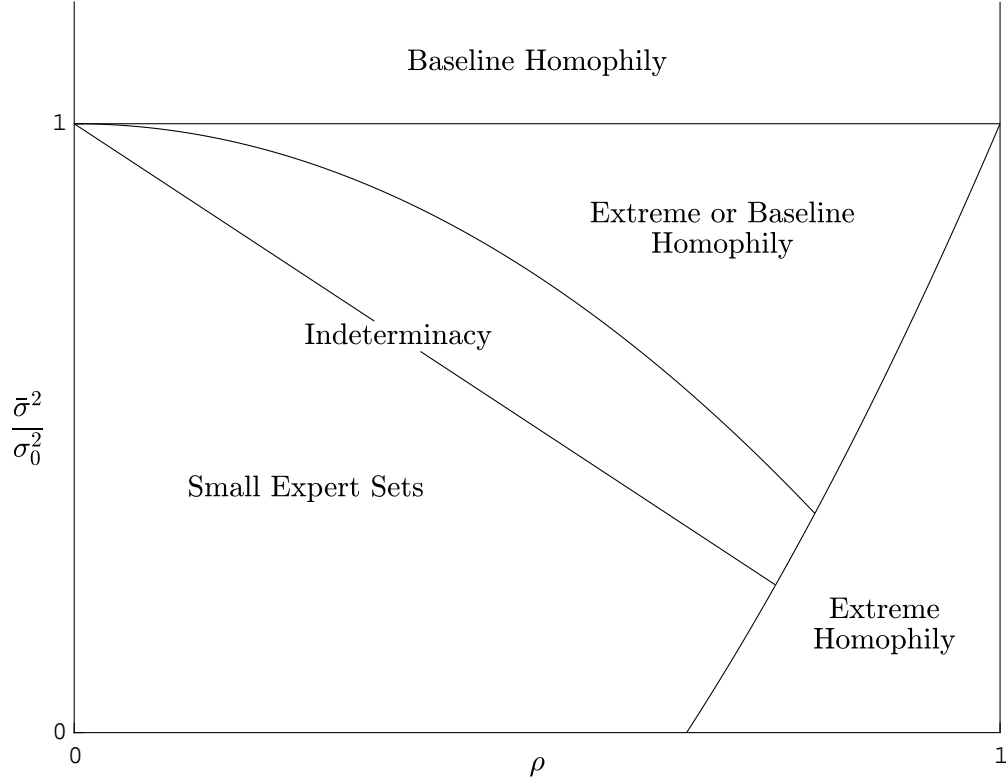 Baseline Homophily
1
Extreme or Baseline
Homophily
Indeterminacy
σ̄²
σ₀²
Small Expert Sets
Extreme
Homophily
0
0
ρ
1